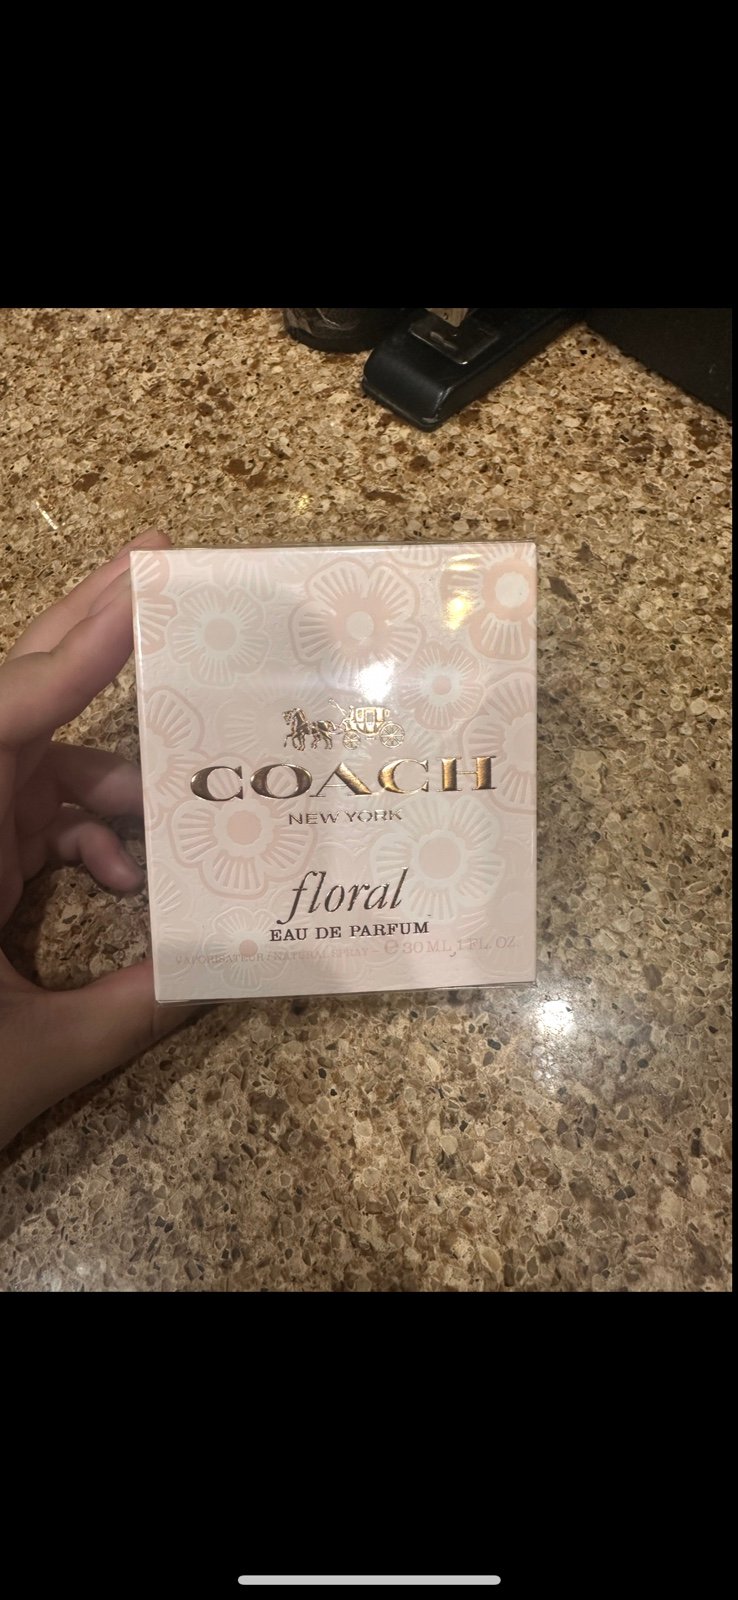 COACH
NEW YORK
floral
EAU DE PARFUM
VAPORISATEUR / NATURAL SPRAY - ℮ 30 ML 1 FL. OZ.